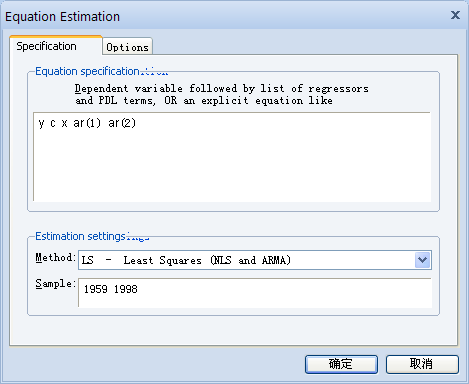 Equation Estimation
Specification
Options
Equation specification
Dependent variable followed by list of regressors
and PDL terms, OR an explicit equation like
y c x ar(1) ar(2)
Estimation settings
Method: LS - Least Squares (NLS and ARMA)
Sample: 1959 1998
确定 取消